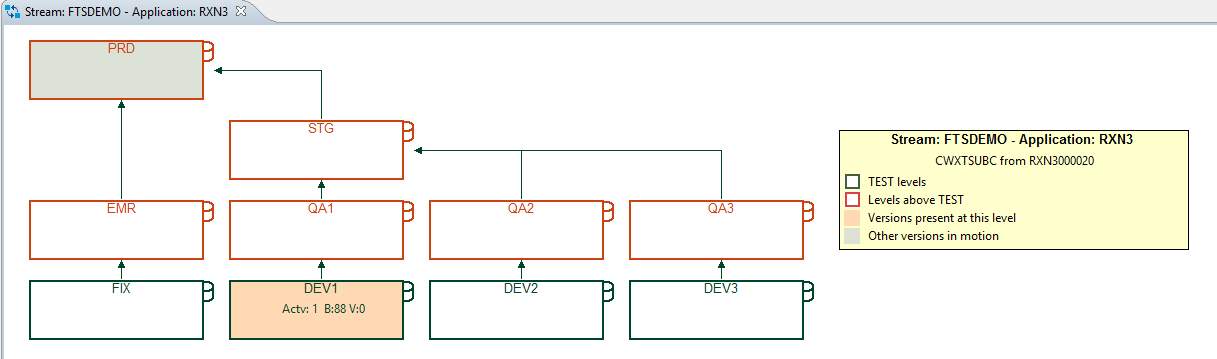 Stream: FTSDEMO - Application: RXN3
PRD
STG
EMR QA1 QA2 QA3
FIX DEV1 DEV2 DEV3
Actv: 1 B:88 V:0
Stream: FTSDEMO - Application: RXN3
CWXTSUBC from RXN3000020
TEST levels
Levels above TEST
Versions present at this level
Other versions in motion